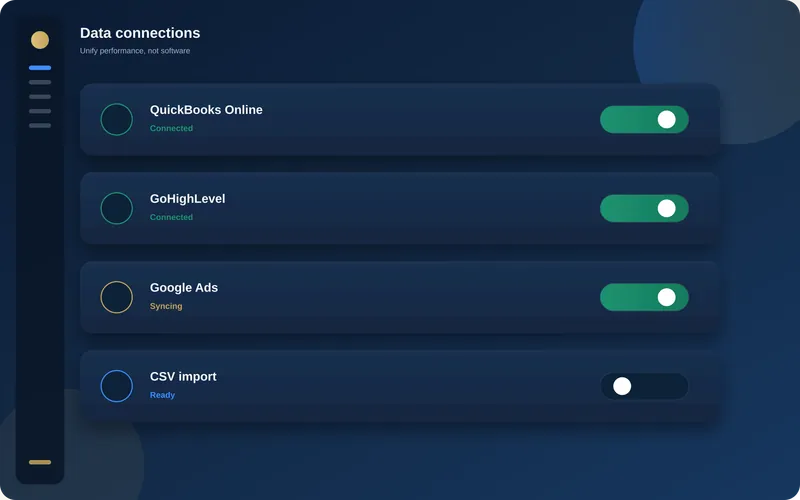 Data connections
Unify performance, not software
QuickBooks Online
Connected
GoHighLevel
Connected
Google Ads
Syncing
CSV import
Ready